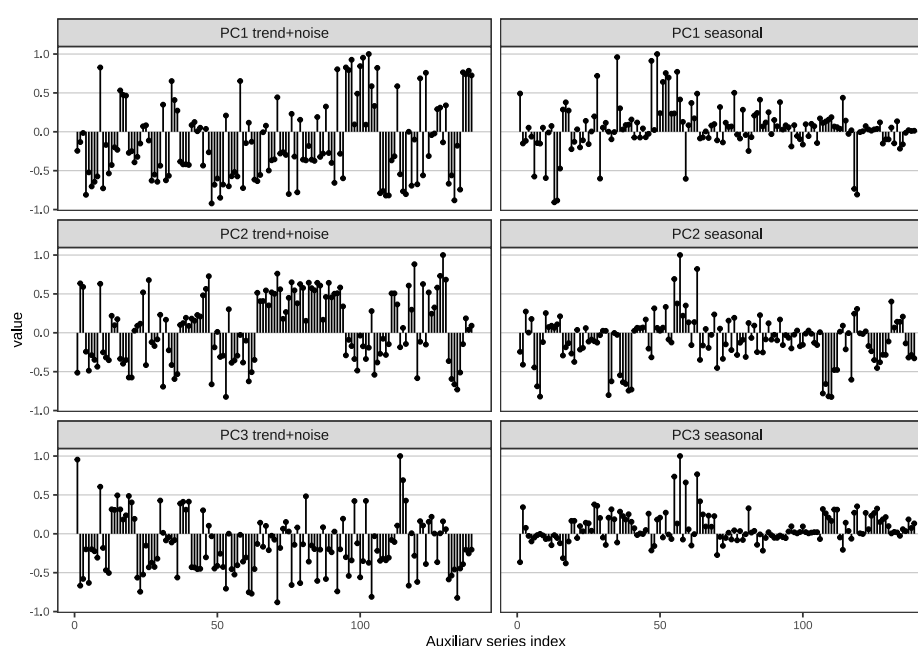 PC1 trend+noise PC1 seasonal
1.0
0.5
0.0
-0.5
-1.0
PC2 trend+noise PC2 seasonal
1.0
0.5
0.0
-0.5
-1.0
value
PC3 trend+noise PC3 seasonal
1.0
0.5
0.0
-0.5
-1.0
0 50 100 0 50 100
Auxiliary series index